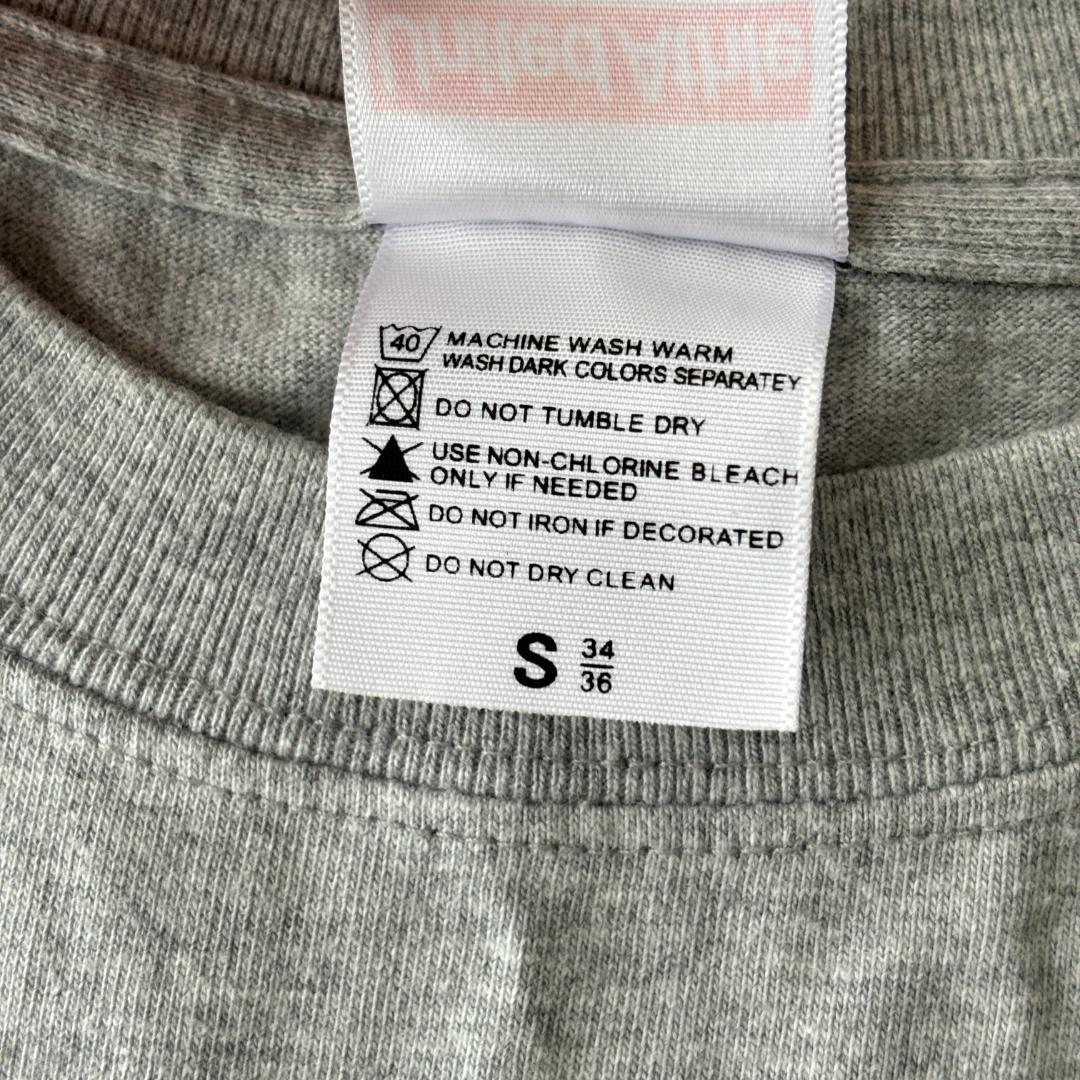 40 MACHINE WASH WARM
WASH DARK COLORS SEPARATEY
DO NOT TUMBLE DRY
USE NON-CHLORINE BLEACH
ONLY IF NEEDED
DO NOT IRON IF DECORATED
DO NOT DRY CLEAN
S 34
36